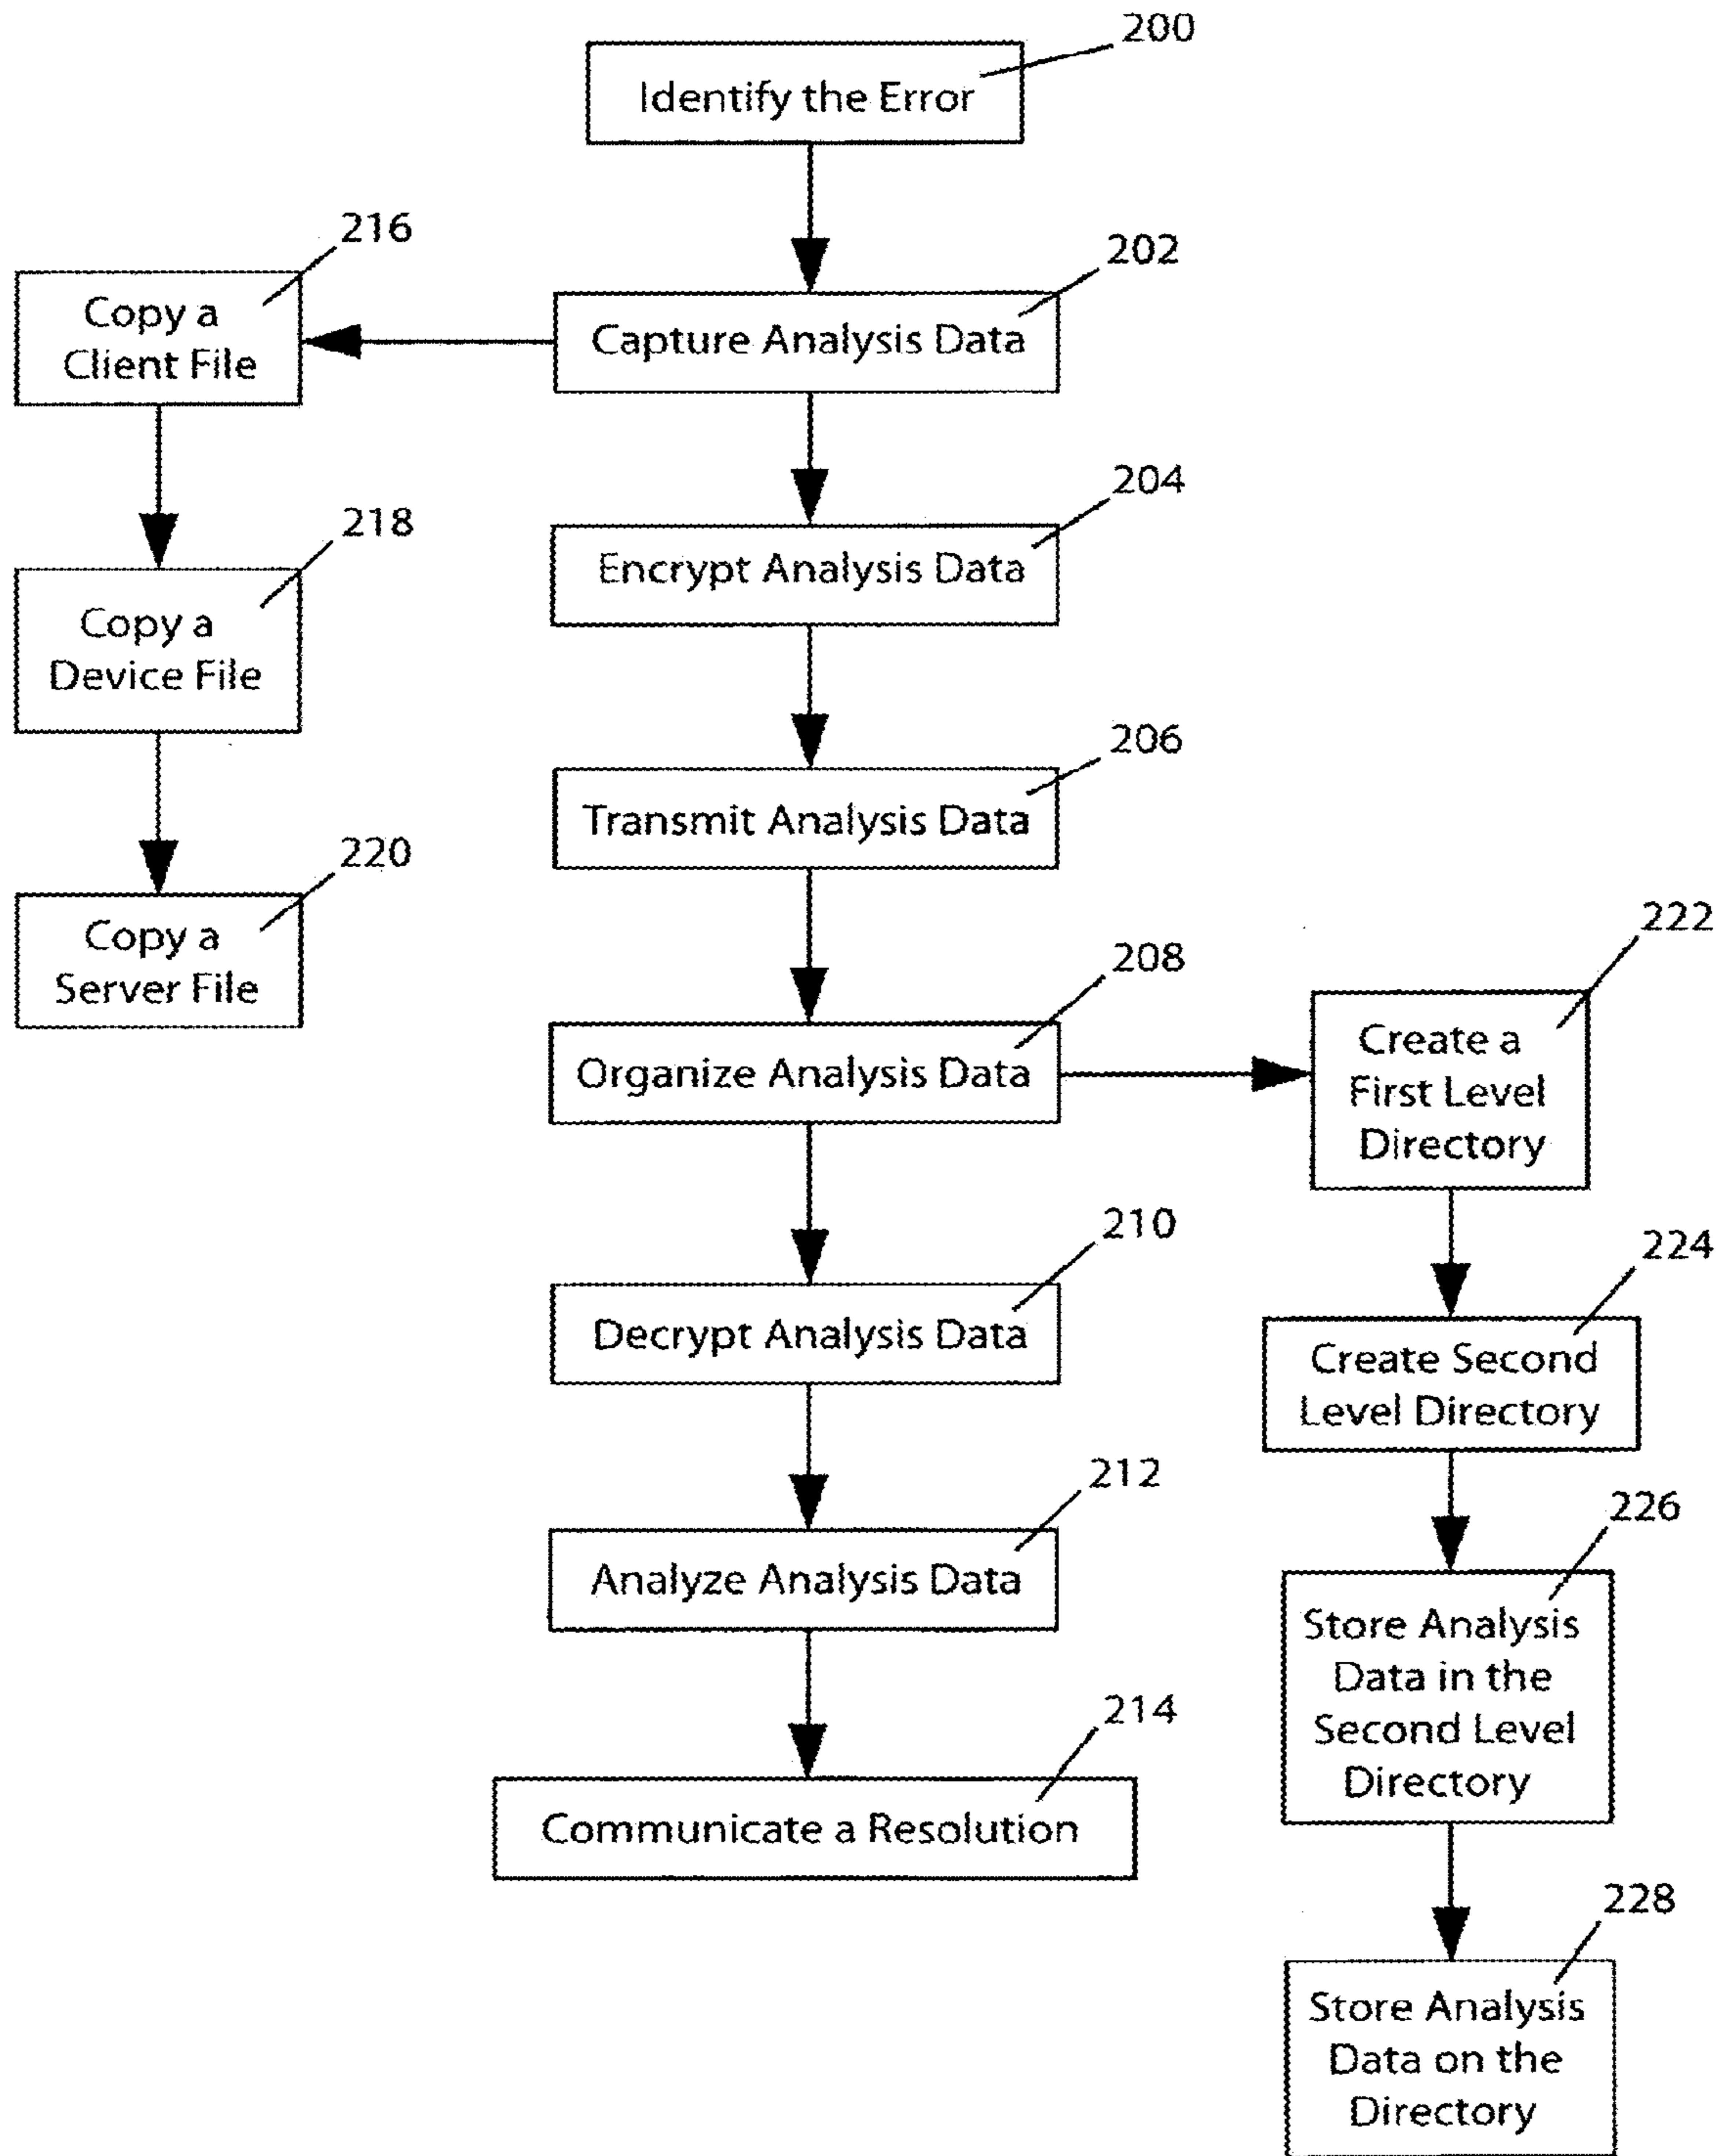 200
Identify the Error
216
202
Copy a
Client File
Capture Analysis Data
204
218
Encrypt Analysis Data
Copy a
Device File
206
Transmit Analysis Data
220
Copy a
Server File
222
208
Create a
First Level
Directory
Organize Analysis Data
210
224
Decrypt Analysis Data
Create Second
Level Directory
212
226
Analyze Analysis Data
Store Analysis
Data in the
Second Level
Directory
214
Communicate a Resolution
228
Store Analysis
Data on the
Directory